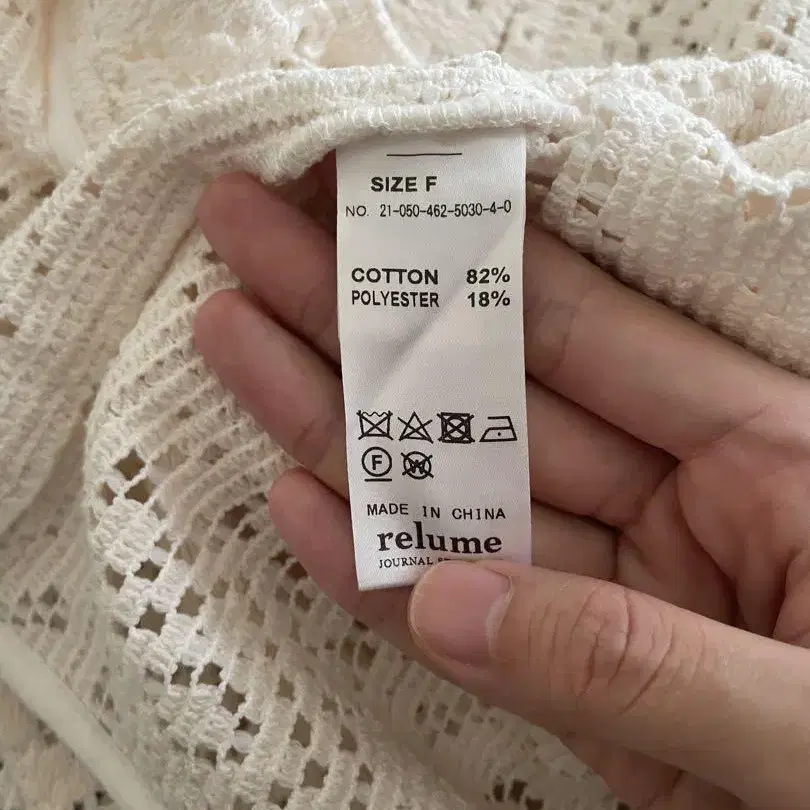 SIZE F
NO. 21-050-462-5030-4-0
COTTON 82%
POLYESTER 18%
F
W
MADE IN CHINA
relume
JOURNAL